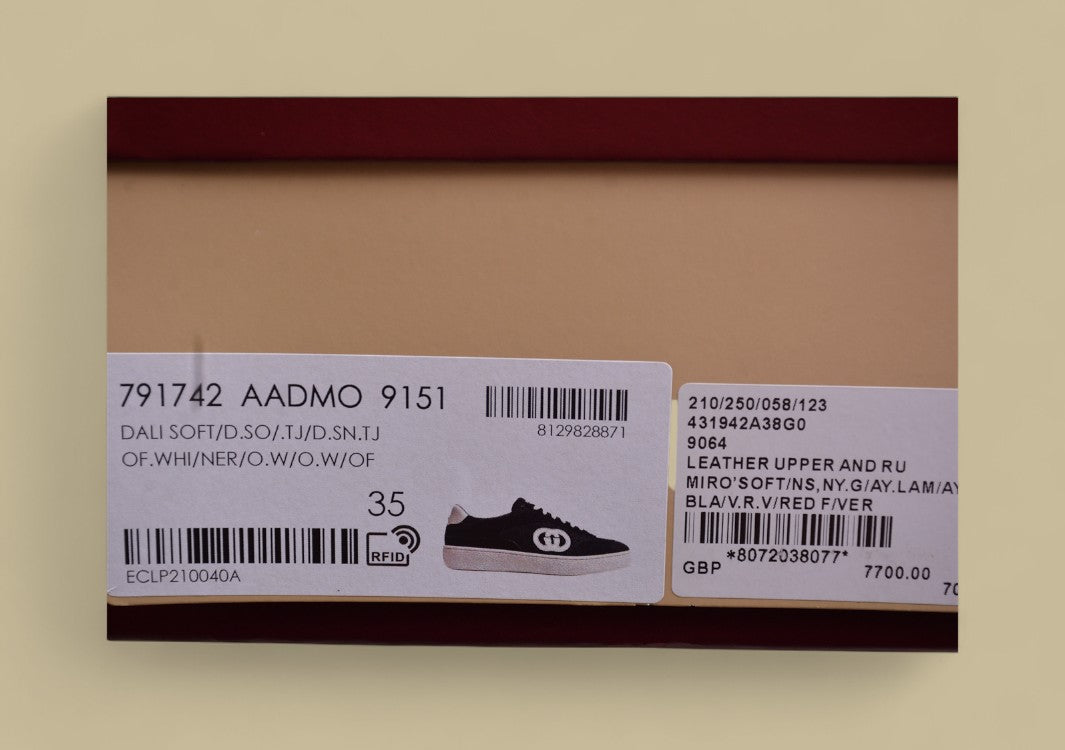 791742 AADMO 9151
8129828871
DALI SOFT/D.SO/.TJ/D.SN.TJ
OF.WHI/NER/O.W/O.W/OF
35
RFID
ECLP210040A
210/250/058/123
431942A38G0
9064
LEATHER UPPER AND RU
MIRO'SOFT/NS,NY.G/AY.LAM/AY
BLA/V.R.V/RED F/VER
*8072038077*
GBP 7700.00